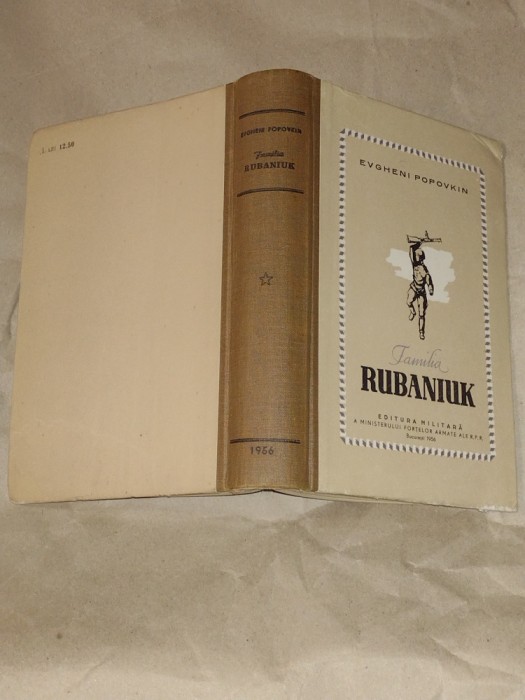 Lei 12.50
EVGHENI POPOVKIN
Familia
RUBANIUK
1956
EVGHENI POPOVKIN
Familia
RUBANIUK
EDITURA MILITARĂ
A MINISTERULUI FORȚELOR ARMATE ALE R.P.R.
București 1956